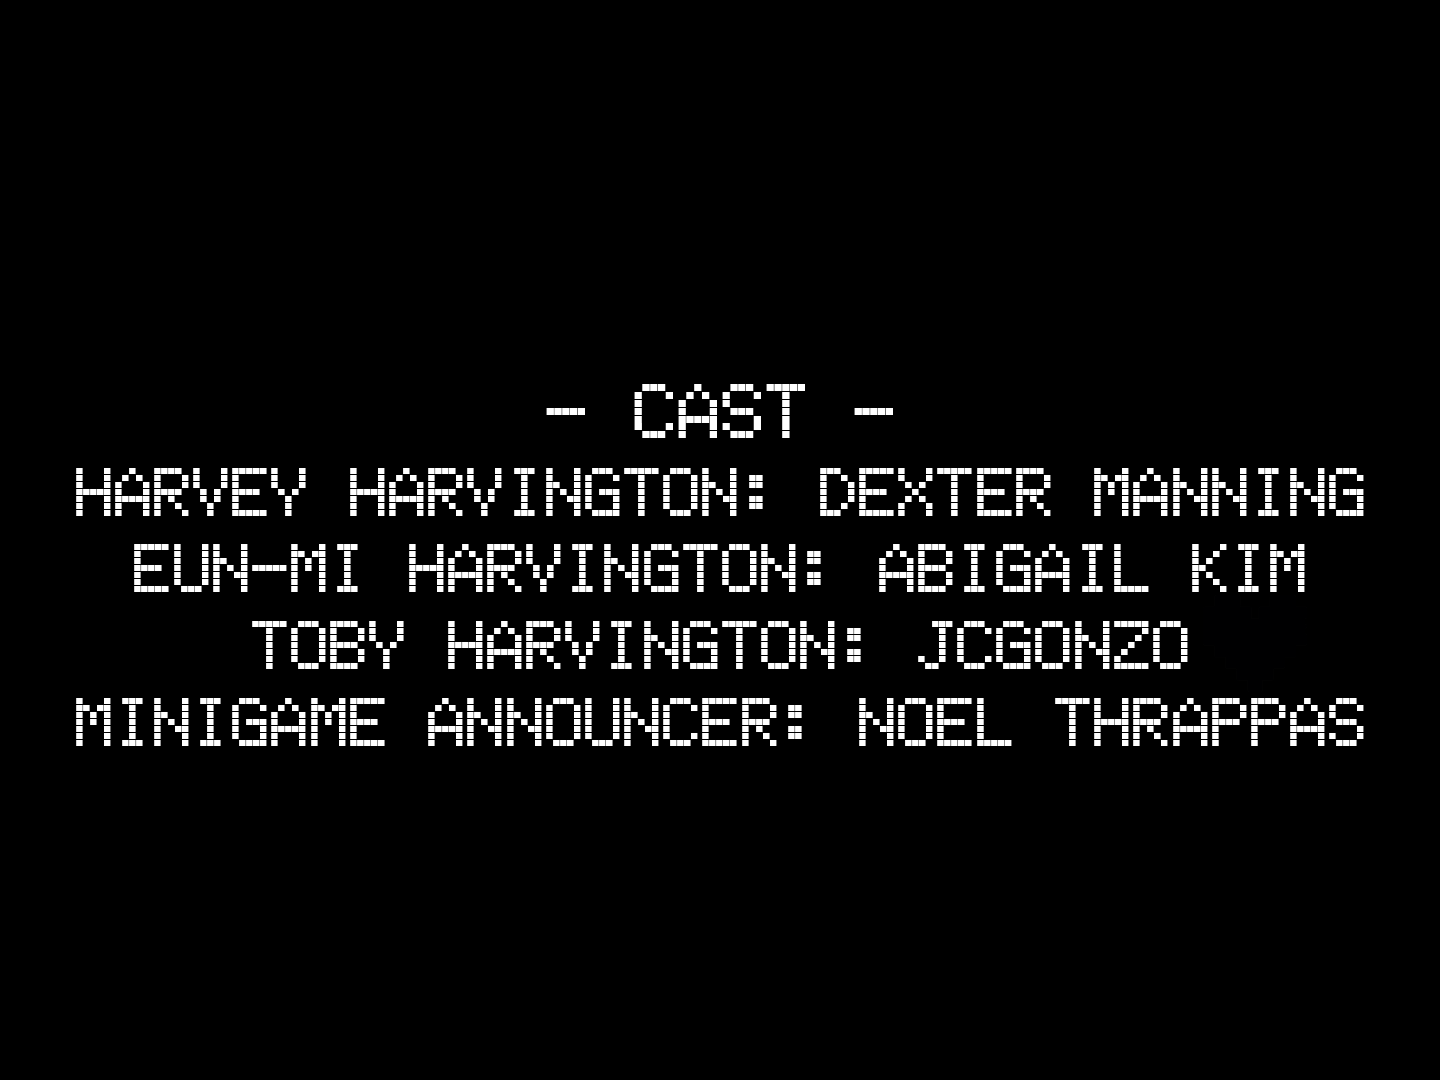 - CAST -
HARVEY HARVINGTON: DEXTER MANNING
EUN-MI HARVINGTON: ABIGAIL KIM
TOBY HARVINGTON: JCGONZO
MINIGAME ANNOUNCER: NOEL THRAPPAS